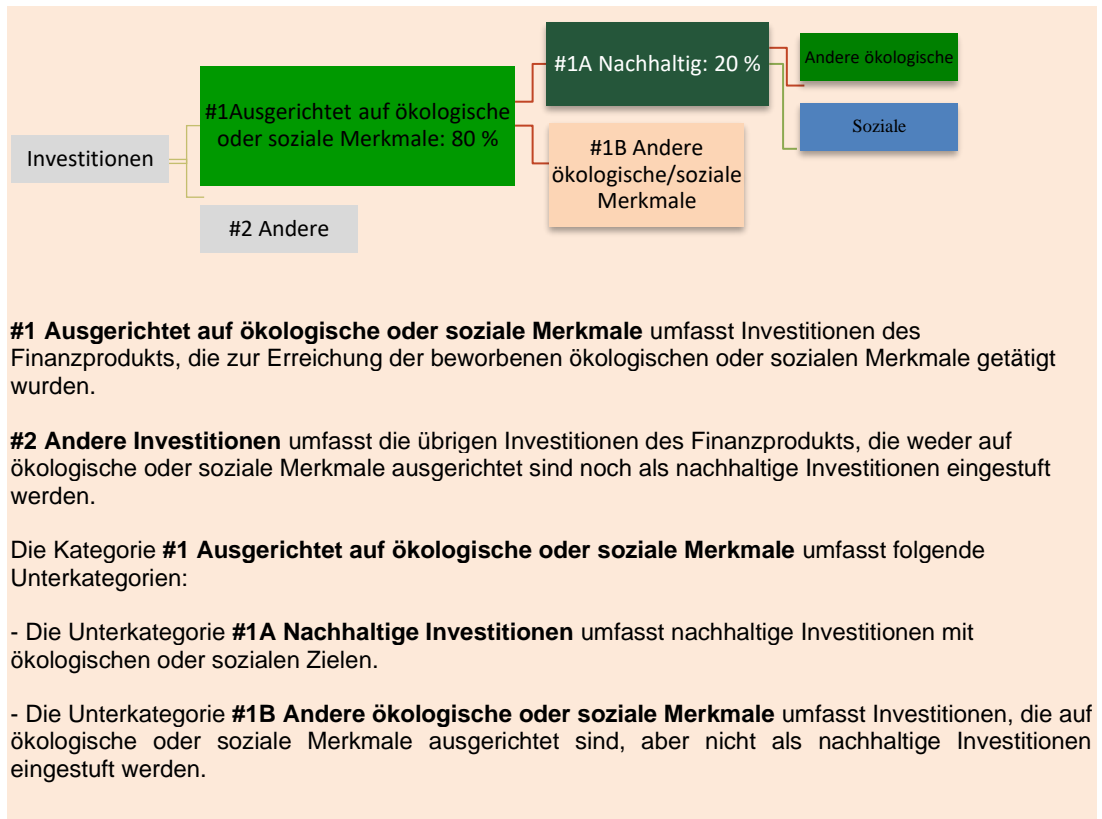 Investitionen
#1Ausgerichtet auf ökologische
oder soziale Merkmale: 80 %
#2 Andere
#1A Nachhaltig: 20 %
#1B Andere
ökologische/soziale
Merkmale
Andere ökologische
Soziale
#1 Ausgerichtet auf ökologische oder soziale Merkmale umfasst Investitionen des
Finanzprodukts, die zur Erreichung der beworbenen ökologischen oder sozialen Merkmale getätigt
wurden.
#2 Andere Investitionen umfasst die übrigen Investitionen des Finanzprodukts, die weder auf
ökologische oder soziale Merkmale ausgerichtet sind noch als nachhaltige Investitionen eingestuft
werden.
Die Kategorie #1 Ausgerichtet auf ökologische oder soziale Merkmale umfasst folgende
Unterkategorien:
- Die Unterkategorie #1A Nachhaltige Investitionen umfasst nachhaltige Investitionen mit
ökologischen oder sozialen Zielen.
- Die Unterkategorie #1B Andere ökologische oder soziale Merkmale umfasst Investitionen, die auf
ökologische oder soziale Merkmale ausgerichtet sind, aber nicht als nachhaltige Investitionen
eingestuft werden.